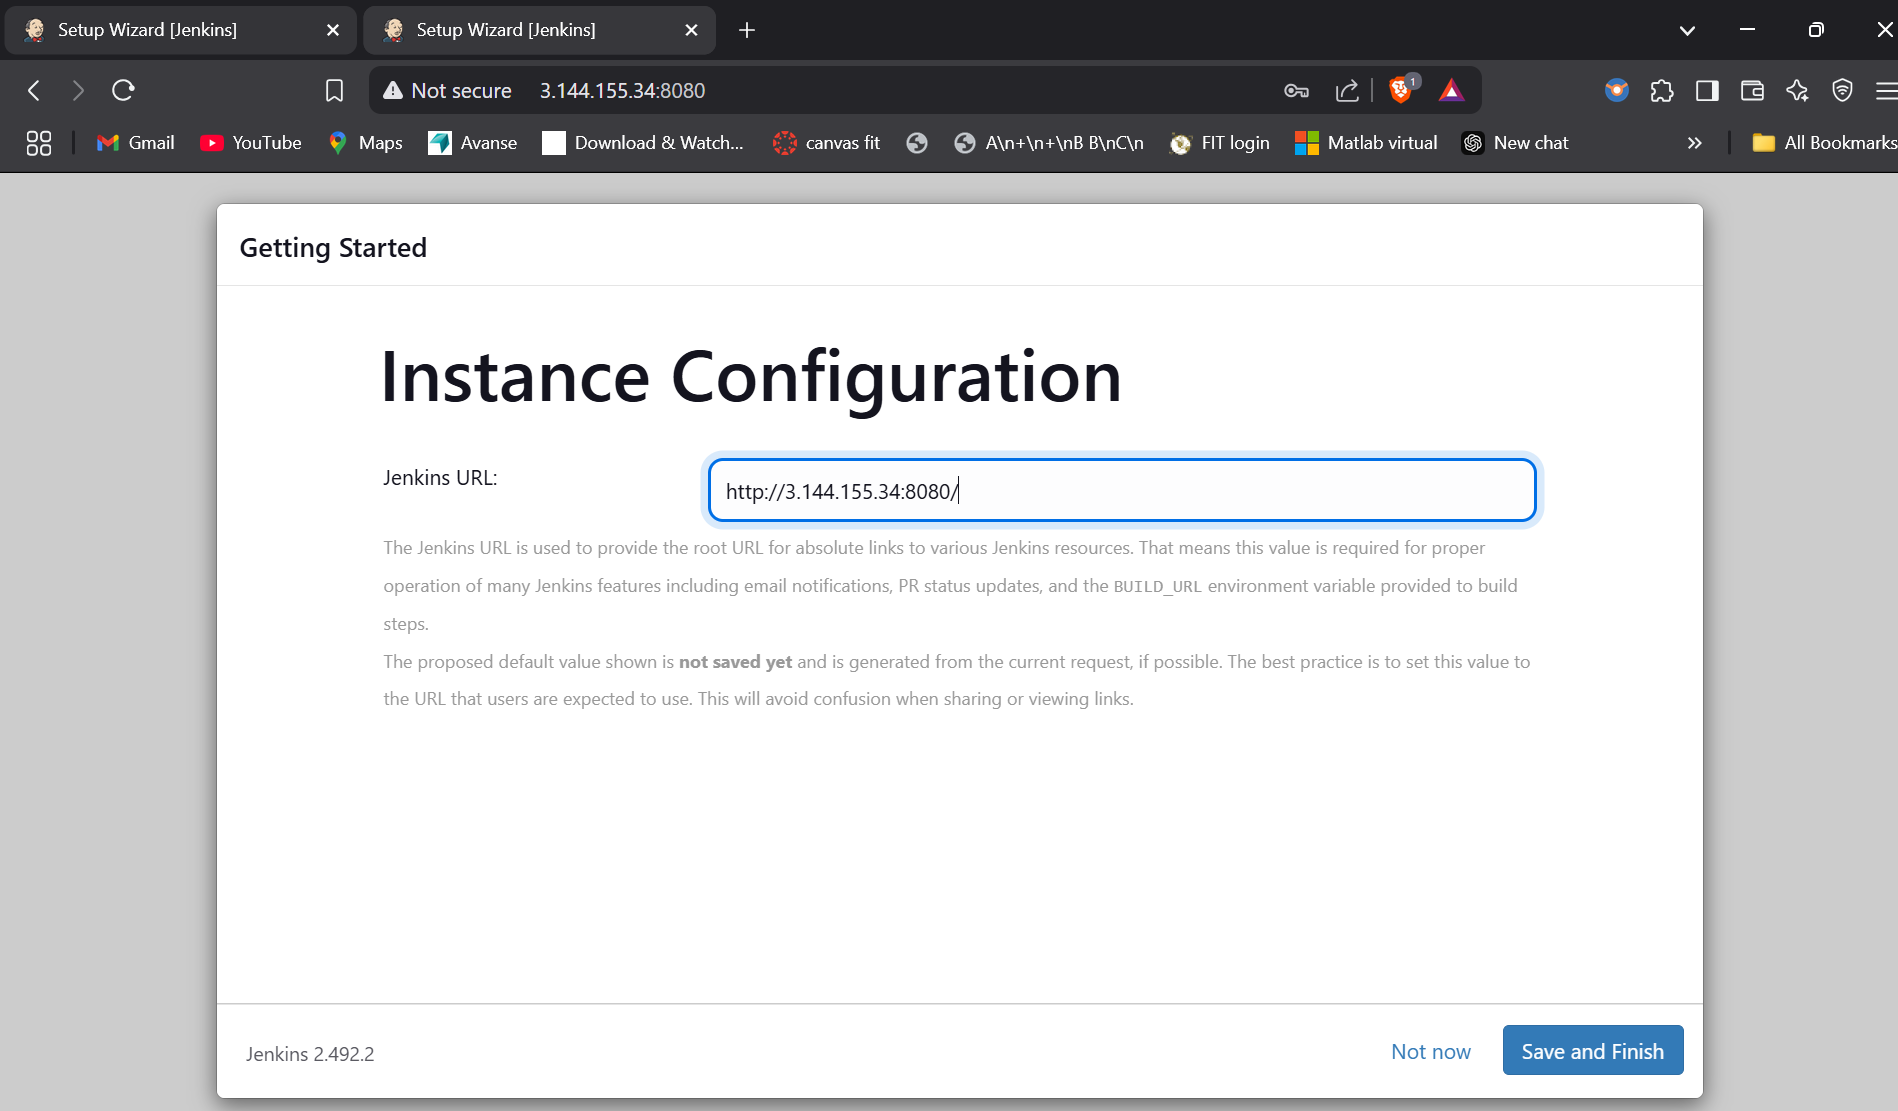 Setup Wizard [Jenkins]
Setup Wizard [Jenkins]
Not secure 3.144.155.34:8080
1
Gmail
YouTube
Maps
Avanse
Download & Watch...
canvas fit
A\n+\n+\nB B\nC\n
FIT login
Matlab virtual
New chat
»
All Bookmarks
Getting Started
Instance Configuration
Jenkins URL:
http://3.144.155.34:8080/
The Jenkins URL is used to provide the root URL for absolute links to various Jenkins resources. That means this value is required for proper
operation of many Jenkins features including email notifications, PR status updates, and the BUILD_URL environment variable provided to build
steps.
The proposed default value shown is not saved yet and is generated from the current request, if possible. The best practice is to set this value to
the URL that users are expected to use. This will avoid confusion when sharing or viewing links.
Jenkins 2.492.2
Not now
Save and Finish